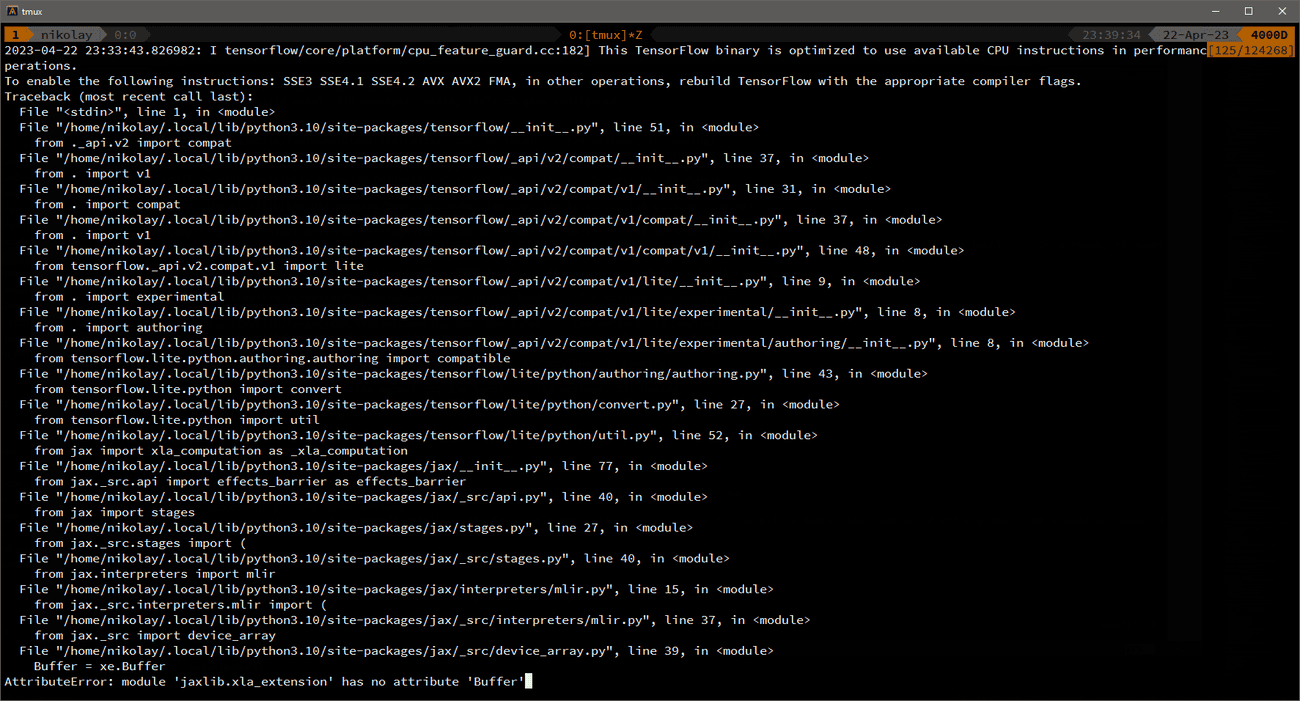 tmux
1 nikolay 0:0 0:[tmux]*Z 23:39:34 22-Apr-23 4000D
2023-04-22 23:33:43.826982: I tensorflow/core/platform/cpu_feature_guard.cc:182] This TensorFlow binary is optimized to use available CPU instructions in performanc[125/124268]
perations.
To enable the following instructions: SSE3 SSE4.1 SSE4.2 AVX AVX2 FMA, in other operations, rebuild TensorFlow with the appropriate compiler flags.
Traceback (most recent call last):
  File "<stdin>", line 1, in <module>
  File "/home/nikolay/.local/lib/python3.10/site-packages/tensorflow/__init__.py", line 51, in <module>
    from ._api.v2 import compat
  File "/home/nikolay/.local/lib/python3.10/site-packages/tensorflow/_api/v2/compat/__init__.py", line 37, in <module>
    from . import v1
  File "/home/nikolay/.local/lib/python3.10/site-packages/tensorflow/_api/v2/compat/v1/__init__.py", line 31, in <module>
    from . import compat
  File "/home/nikolay/.local/lib/python3.10/site-packages/tensorflow/_api/v2/compat/v1/compat/__init__.py", line 37, in <module>
    from . import v1
  File "/home/nikolay/.local/lib/python3.10/site-packages/tensorflow/_api/v2/compat/v1/compat/v1/__init__.py", line 48, in <module>
    from tensorflow._api.v2.compat.v1 import lite
  File "/home/nikolay/.local/lib/python3.10/site-packages/tensorflow/_api/v2/compat/v1/lite/__init__.py", line 9, in <module>
    from . import experimental
  File "/home/nikolay/.local/lib/python3.10/site-packages/tensorflow/_api/v2/compat/v1/lite/experimental/__init__.py", line 8, in <module>
    from . import authoring
  File "/home/nikolay/.local/lib/python3.10/site-packages/tensorflow/_api/v2/compat/v1/lite/experimental/authoring/__init__.py", line 8, in <module>
    from tensorflow.lite.python.authoring.authoring import compatible
  File "/home/nikolay/.local/lib/python3.10/site-packages/tensorflow/lite/python/authoring/authoring.py", line 43, in <module>
    from tensorflow.lite.python import convert
  File "/home/nikolay/.local/lib/python3.10/site-packages/tensorflow/lite/python/convert.py", line 27, in <module>
    from tensorflow.lite.python import util
  File "/home/nikolay/.local/lib/python3.10/site-packages/tensorflow/lite/python/util.py", line 52, in <module>
    from jax import xla_computation as _xla_computation
  File "/home/nikolay/.local/lib/python3.10/site-packages/jax/__init__.py", line 77, in <module>
    from jax._src.api import effects_barrier as effects_barrier
  File "/home/nikolay/.local/lib/python3.10/site-packages/jax/_src/api.py", line 40, in <module>
    from jax import stages
  File "/home/nikolay/.local/lib/python3.10/site-packages/jax/stages.py", line 27, in <module>
    from jax._src.stages import (
  File "/home/nikolay/.local/lib/python3.10/site-packages/jax/_src/stages.py", line 40, in <module>
    from jax.interpreters import mlir
  File "/home/nikolay/.local/lib/python3.10/site-packages/jax/interpreters/mlir.py", line 15, in <module>
    from jax._src.interpreters.mlir import (
  File "/home/nikolay/.local/lib/python3.10/site-packages/jax/_src/interpreters/mlir.py", line 37, in <module>
    from jax._src import device_array
  File "/home/nikolay/.local/lib/python3.10/site-packages/jax/_src/device_array.py", line 39, in <module>
    Buffer = xe.Buffer
AttributeError: module 'jaxlib.xla_extension' has no attribute 'Buffer'